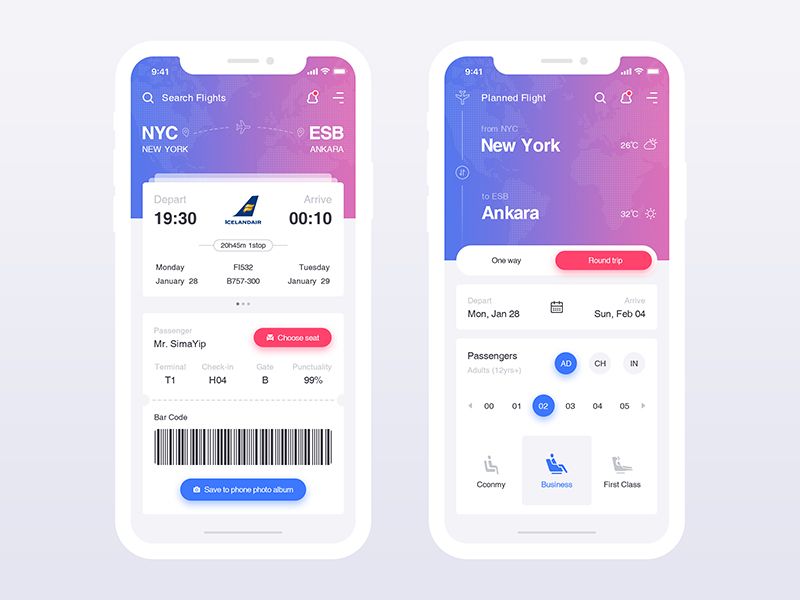 9:41
Search Flights
NYC ESB
NEW YORK ANKARA
Depart Arrive
19:30 ICELANDAIR 00:10
20h45m 1stop
Monday FI532 Tuesday
January 28 B757-300 January 29
Passenger
Mr. SimaYip
Choose seat
Terminal Check-in Gate Punctuality
T1 H04 B 99%
Bar Code
Save to phone photo album
9:41
Planned Flight
from NYC
New York 26℃
to ESB
Ankara 32℃
One way Round trip
Depart Arrive
Mon, Jan 28 Sun, Feb 04
Passengers
Adults (12yrs+)
AD CH IN
00 01 02 03 04 05
Cconmy Business First Class